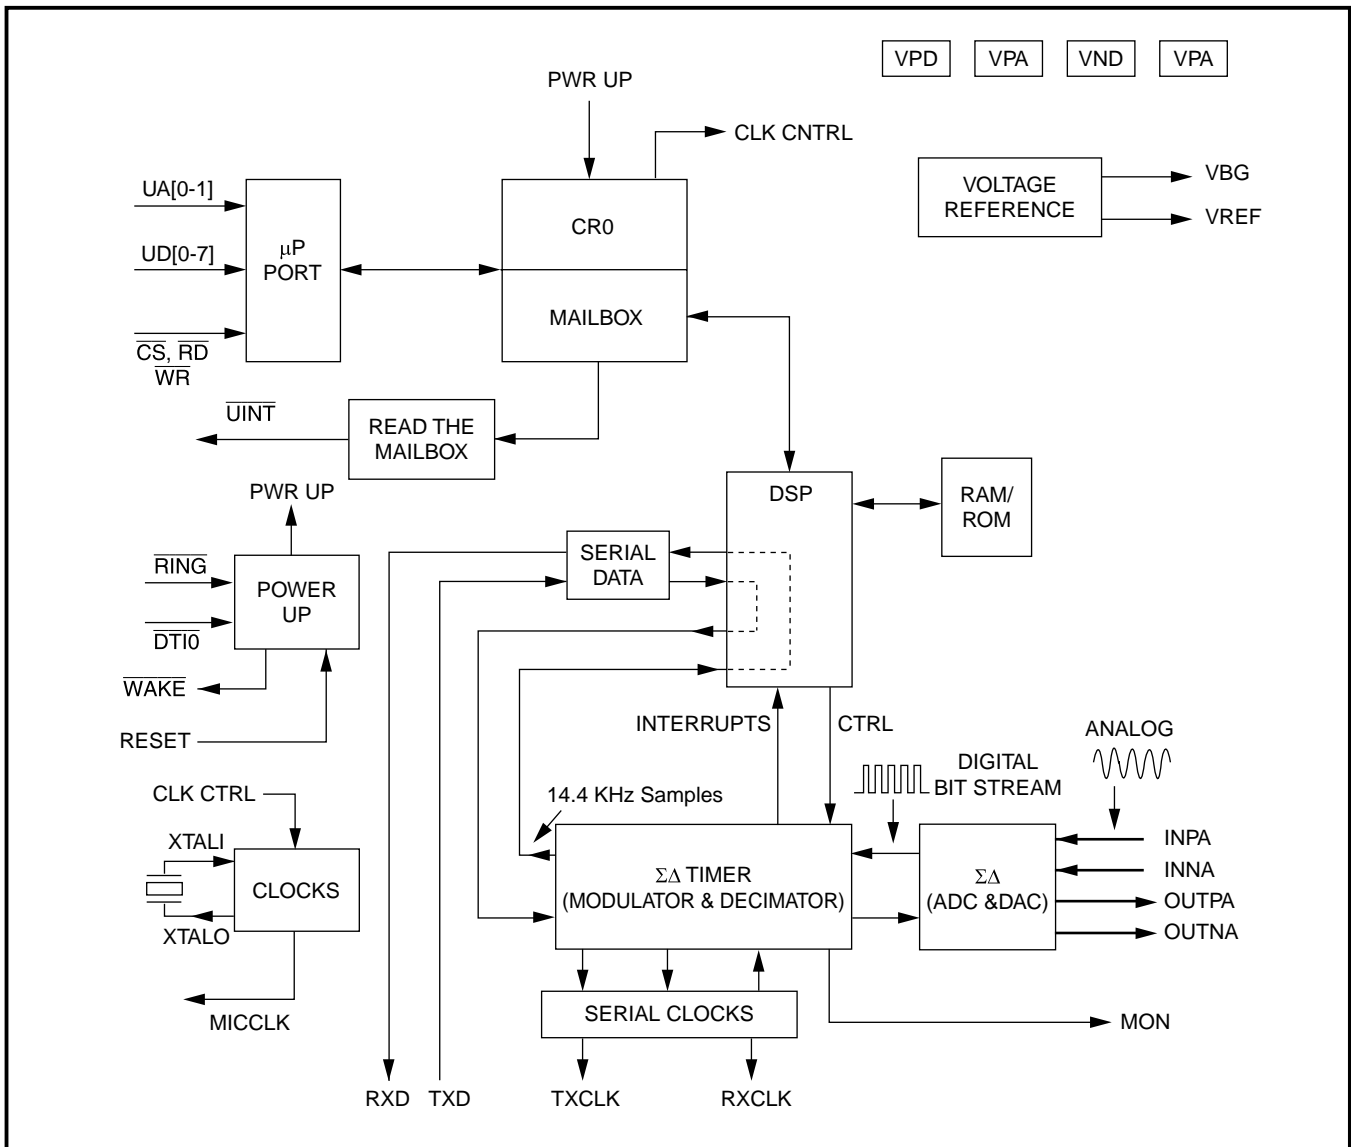 VPD VPA VND VPA
PWR UP
CLK CNTRL
VOLTAGE
REFERENCE
VBG
VREF
UA[0-1]
UD[0-7]
CS, RD
WR
μP
PORT
CR0
MAILBOX
UINT
READ THE
MAILBOX
PWR UP
RING
DTI0
POWER
UP
WAKE
RESET
SERIAL
DATA
DSP
RAM/
ROM
INTERRUPTS
CTRL
CLK CTRL
XTALI
XTALO
CLOCKS
MICCLK
14.4 KHz Samples
ΣΔ TIMER
(MODULATOR & DECIMATOR)
DIGITAL
BIT STREAM
ANALOG
ΣΔ
(ADC &DAC)
INPA
INNA
OUTPA
OUTNA
SERIAL CLOCKS
MON
RXD
TXD
TXCLK
RXCLK